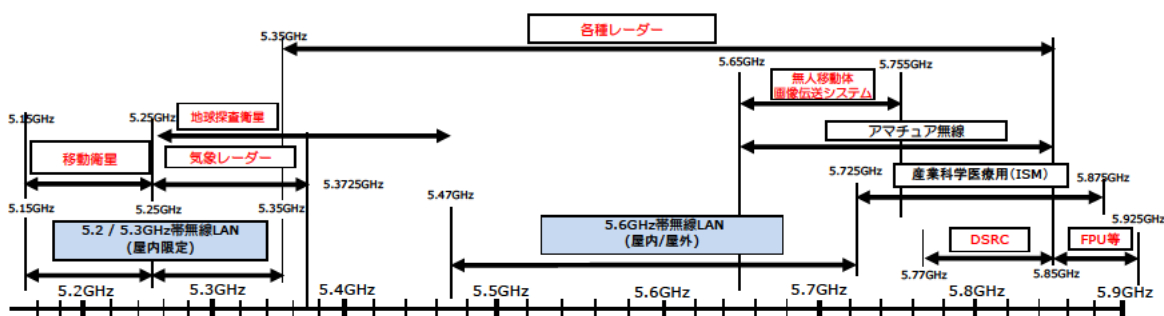 各種レーダー
5.35GHz
5.65GHz
5.755GHz
無人移動体
画像伝送システム
5.15GHz
5.25GHz
地球探査衛星
アマチュア無線
移動衛星
気象レーダー
5.3725GHz
5.725GHz
産業科学医療用(ISM)
5.875GHz
5.15GHz
5.25GHz
5.35GHz
5.47GHz
5.925GHz
5.2 / 5.3GHz帯無線LAN
(屋内限定)
5.6GHz帯無線LAN
(屋内/屋外)
DSRC
FPU等
5.77GHz
5.85GHz
5.2GHz
5.3GHz
5.4GHz
5.5GHz
5.6GHz
5.7GHz
5.8GHz
5.9GHz